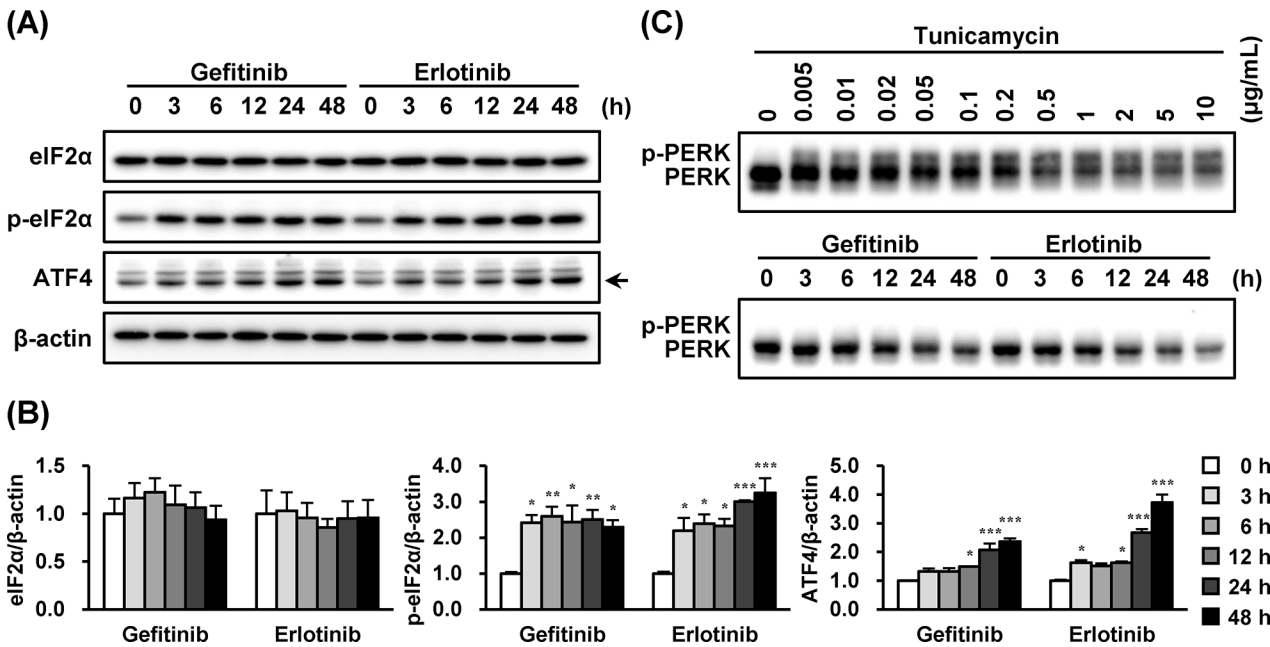 (A)
Gefitinib Erlotinib
0 3 6 12 24 48 0 3 6 12 24 48 (h)
eIF2α
p-eIF2α
ATF4
β-actin
(C)
Tunicamycin
0 0.005 0.01 0.02 0.05 0.1 0.2 0.5 1 2 5 10 (μg/mL)
p-PERK
PERK
Gefitinib Erlotinib
0 3 6 12 24 48 0 3 6 12 24 48 (h)
p-PERK
PERK
(B)
eIF2α/β-actin
1.5
1.0
0.5
0.0
Gefitinib Erlotinib
p-eIF2α/β-actin
4.0
3.0
2.0
1.0
0.0
* ** * ** * * * * *** ***
Gefitinib Erlotinib
ATF4/β-actin
5.0
4.0
3.0
2.0
1.0
0.0
* *** *** * * *** ***
Gefitinib Erlotinib
0 h
3 h
6 h
12 h
24 h
48 h